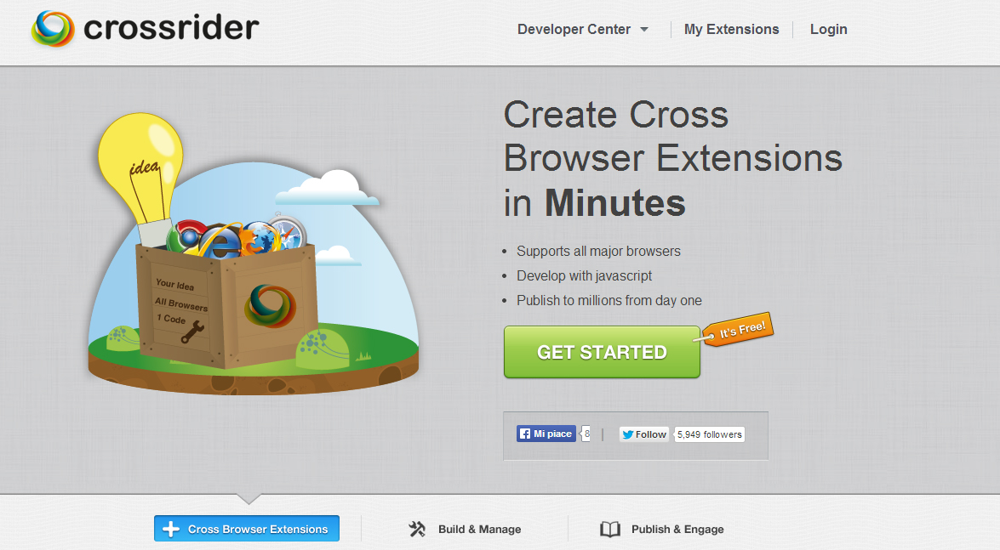 crossrider
Developer Center
My Extensions
Login
idea
Your Idea
All Browsers
1 Code
Create Cross
Browser Extensions
in Minutes
Supports all major browsers
Develop with javascript
Publish to millions from day one
GET STARTED
It's Free!
Mi piace
8
Follow
5,949 followers
Cross Browser Extensions
Build & Manage
Publish & Engage